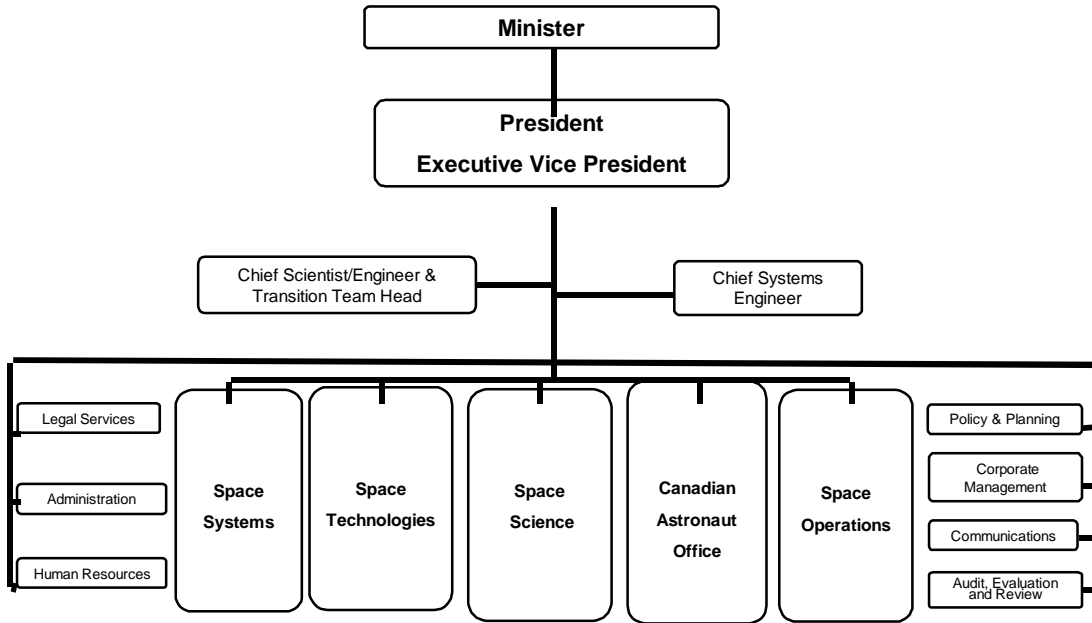 Minister
President
Executive Vice President
Chief Scientist/Engineer &
Transition Team Head
Chief Systems
Engineer
Legal Services
Administration
Human Resources
Space
Systems
Space
Technologies
Space
Science
Canadian
Astronaut
Office
Space
Operations
Policy & Planning
Corporate
Management
Communications
Audit, Evaluation
and Review